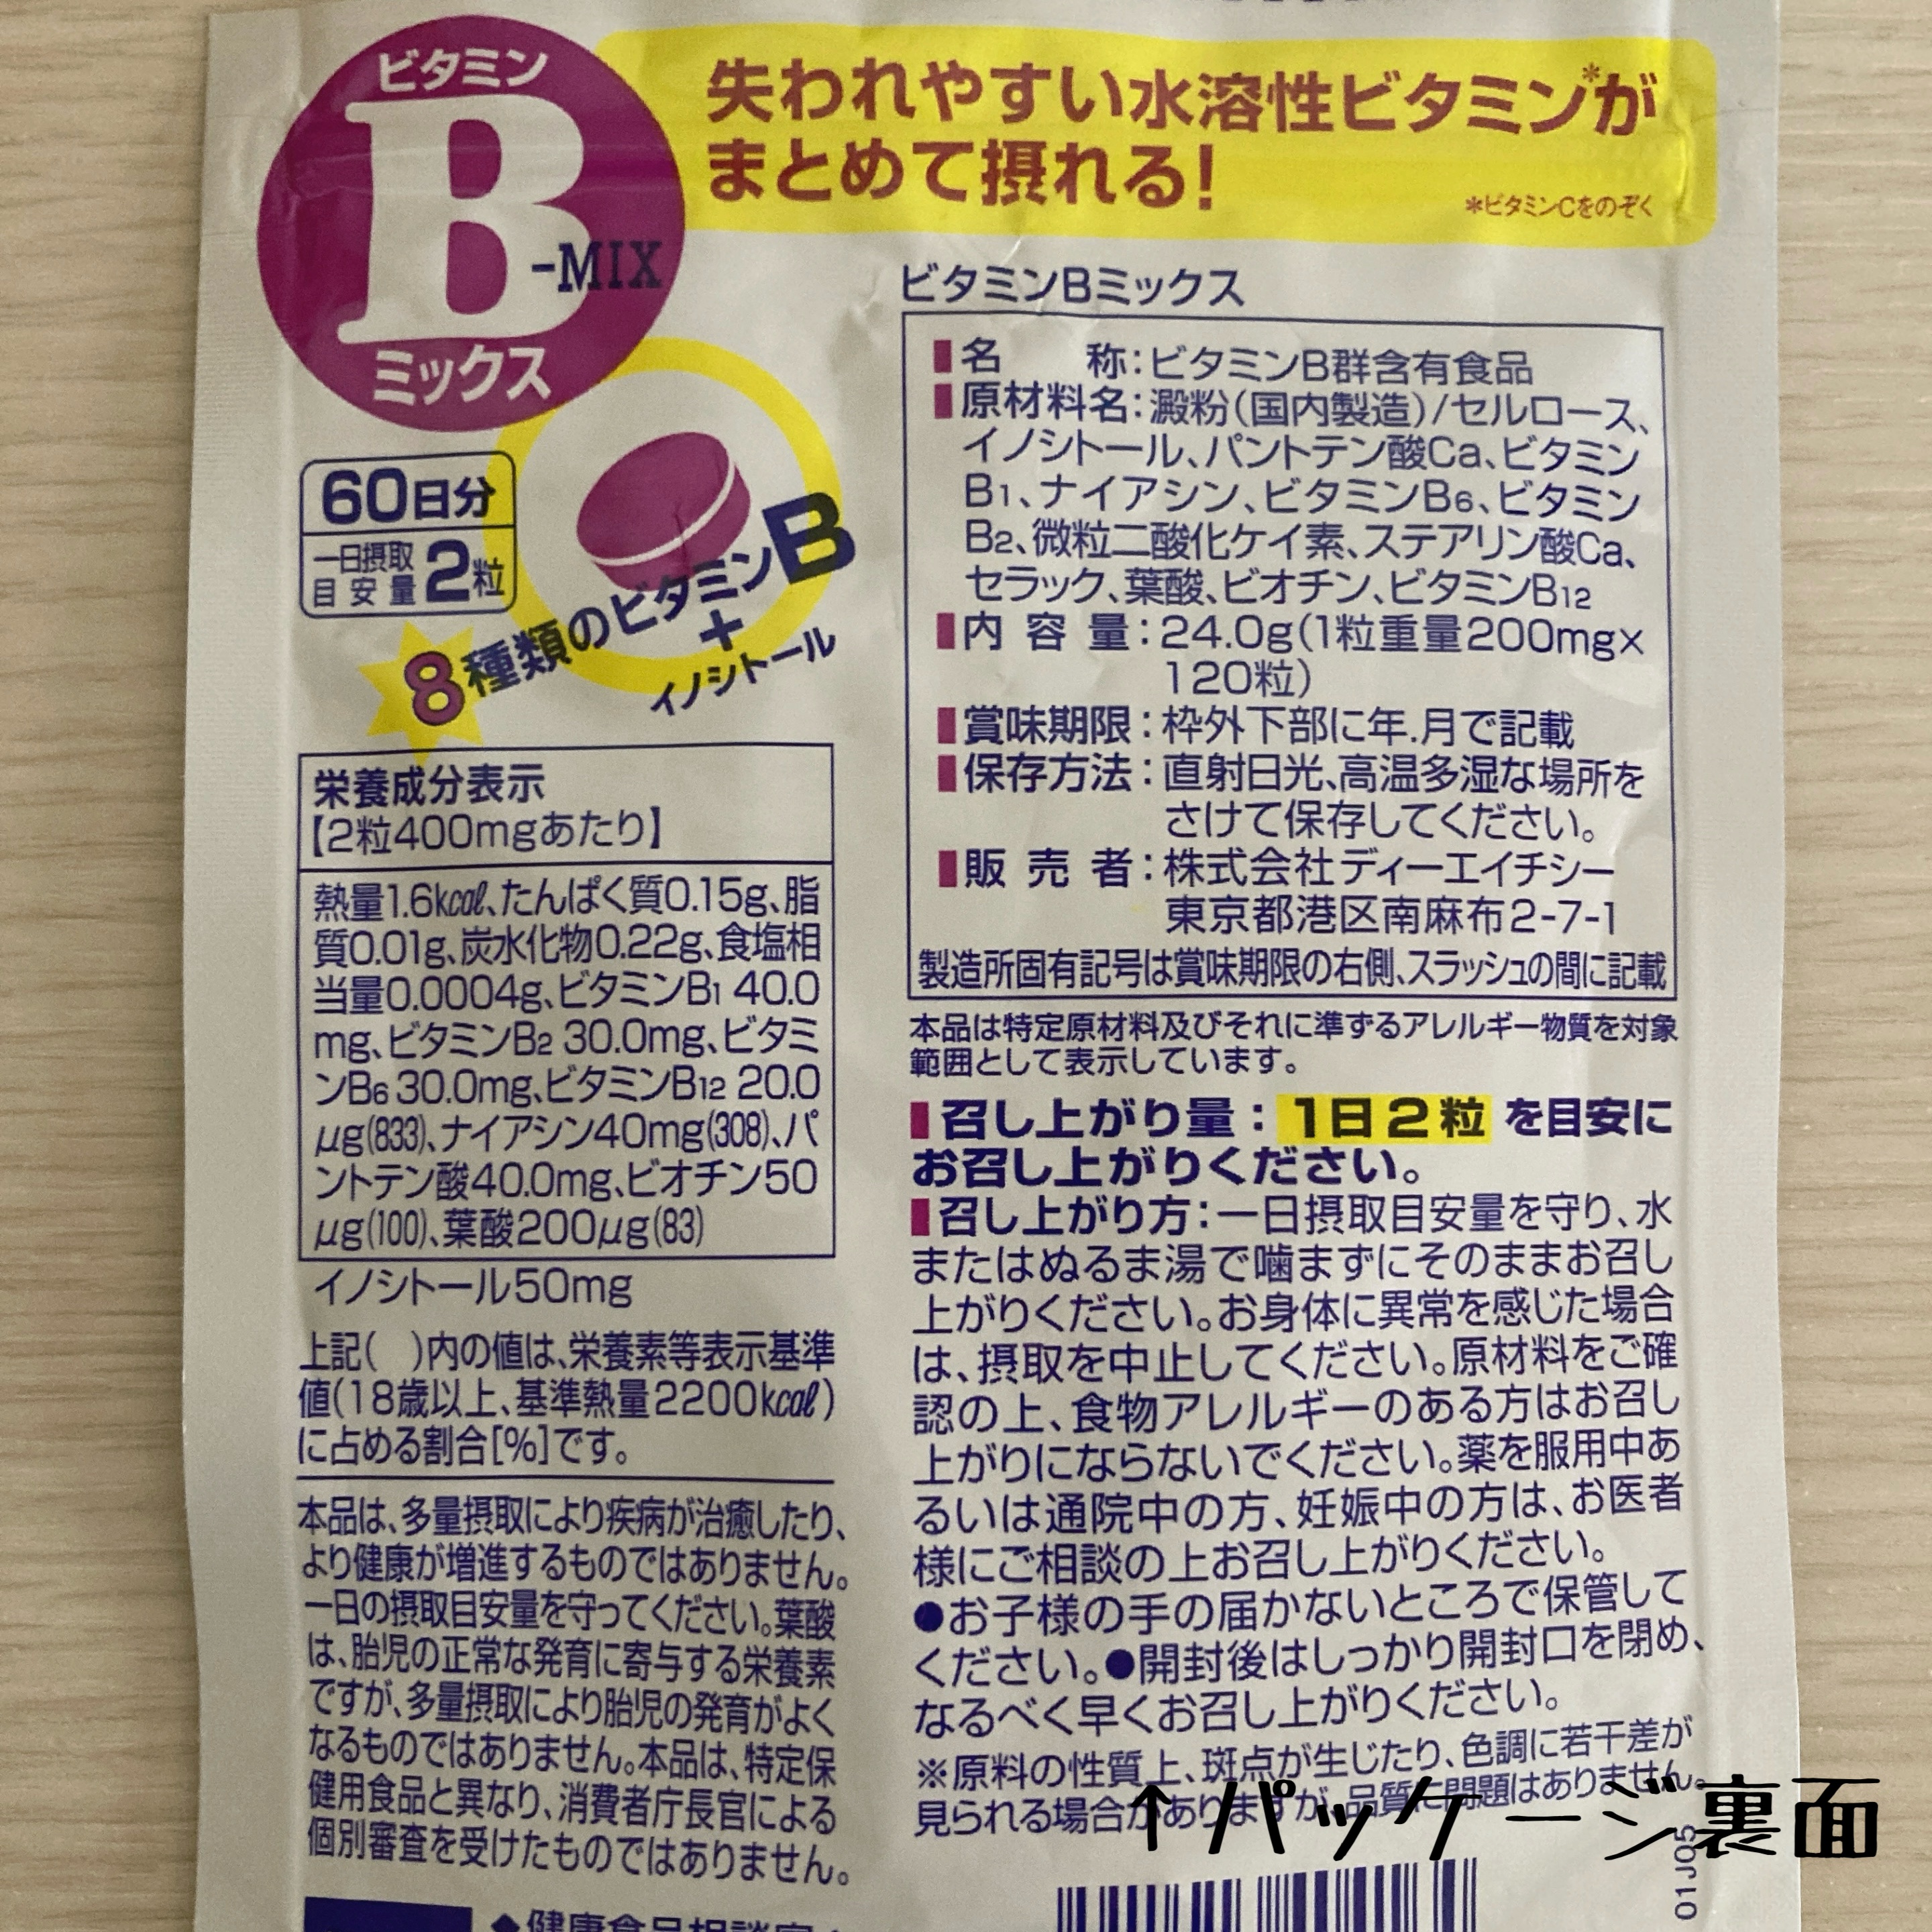 ビタミン
B
-MIX
ミックス
失われやすい水溶性ビタミン*が
まとめて摂れる!
*ビタミンCをのぞく
60日分
一日摂取
目安量 2粒
8種類のビタミンB
+
イノシトール
栄養成分表示
【2粒400mgあたり】
熱量1.6kcal、たんぱく質0.15g、脂
質0.01g、炭水化物0.22g、食塩相
当量0.0004g、ビタミンB1 40.0
mg、ビタミンB2 30.0mg、ビタミ
ンB6 30.0mg、ビタミンB12 20.0
μg(833)、ナイアシン40mg(308)、パ
ントテン酸40.0mg、ビオチン50
μg(100)、葉酸200μg(83)
イノシトール50mg
上記(　)内の値は、栄養素等表示基準
値(18歳以上、基準熱量2200kcal)
に占める割合[%]です。
本品は、多量摂取により疾病が治癒したり、
より健康が増進するものではありません。
一日の摂取目安量を守ってください。葉酸
は、胎児の正常な発育に寄与する栄養素
ですが、多量摂取により胎児の発育がよく
なるものではありません。本品は、特定保
健用食品と異なり、消費者庁長官による
個別審査を受けたものではありません。
ビタミンBミックス
名　称:ビタミンB群含有食品
原材料名:澱粉(国内製造)/セルロース、
イノシトール、パントテン酸Ca、ビタミン
B1、ナイアシン、ビタミンB6、ビタミン
B2、微粒二酸化ケイ素、ステアリン酸Ca、
セラック、葉酸、ビオチン、ビタミンB12
内容量:24.0g(1粒重量200mg×
120粒)
賞味期限:枠外下部に年.月で記載
保存方法:直射日光、高温多湿な場所を
さけて保存してください。
販売者:株式会社ディーエイチシー
東京都港区南麻布2-7-1
製造所固有記号は賞味期限の右側、スラッシュの間に記載
本品は特定原材料及びそれに準ずるアレルギー物質を対象
範囲として表示しています。
召し上がり量:1日2粒を目安に
お召し上がりください。
召し上がり方:一日摂取目安量を守り、水
またはぬるま湯で噛まずにそのままお召し
上がりください。お身体に異常を感じた場合
は、摂取を中止してください。原材料をご確
認の上、食物アレルギーのある方はお召し
上がりにならないでください。薬を服用中あ
るいは通院中の方、妊娠中の方は、お医者
様にご相談の上お召し上がりください。
●お子様の手の届かないところで保管して
ください。●開封後はしっかり開封口を閉め、
なるべく早くお召し上がりください。
※原料の性質上、斑点が生じたり、色調に若干差が
見られる場合がありますが、品質に問題はありません。
↑パッケージ裏面
01J05